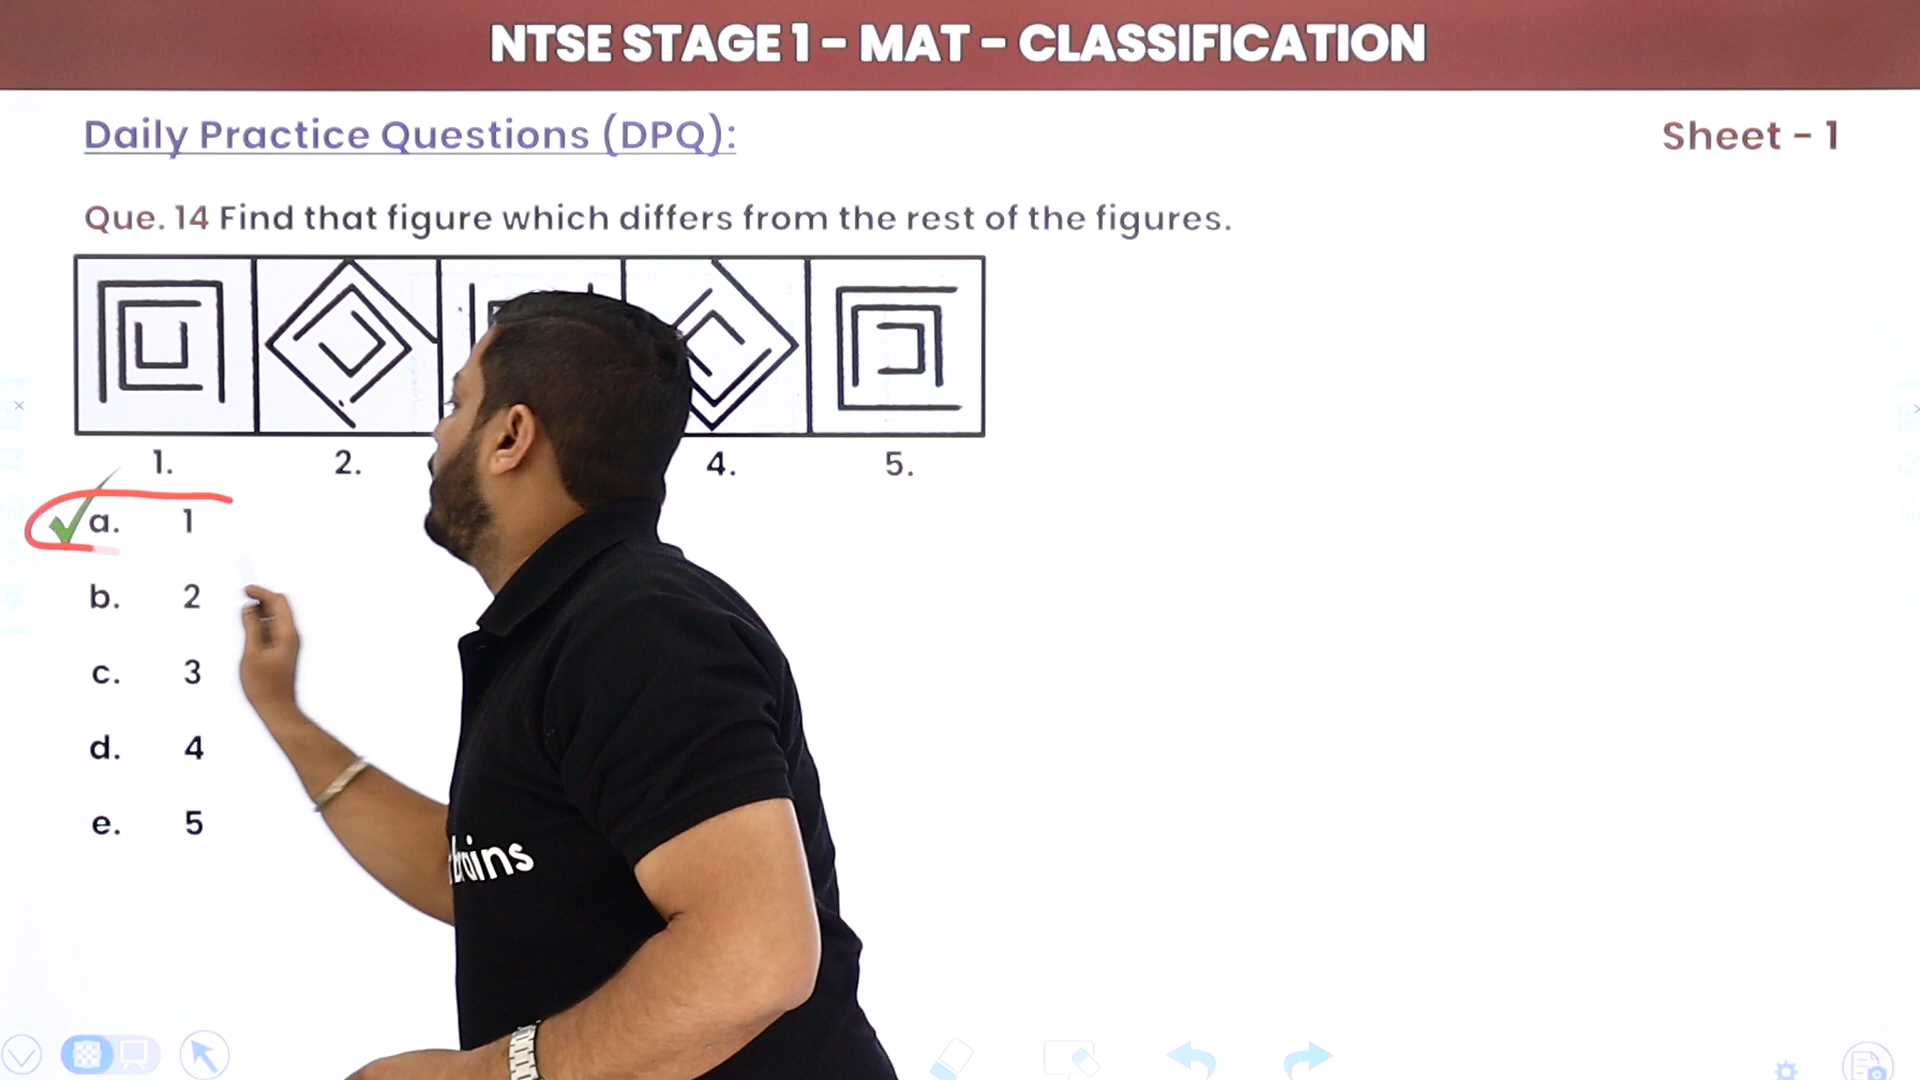 NTSE STAGE 1 - MAT - CLASSIFICATION
Daily Practice Questions (DPQ):
Sheet - 1
Que. 14 Find that figure which differs from the rest of the figures.
1. 2. 4. 5.
a. 1
b. 2
c. 3
d. 4
e. 5
brains